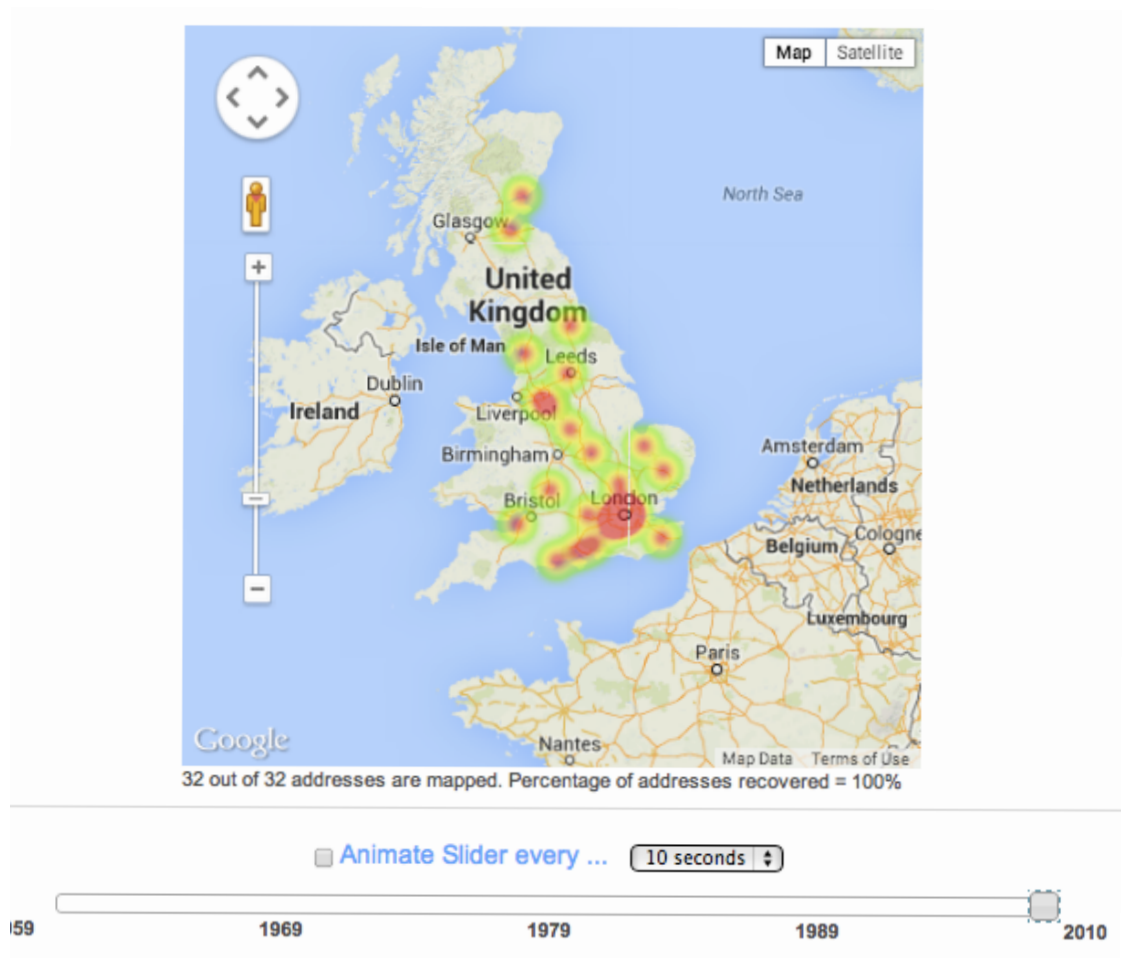 Map Satellite
North Sea
Glasgow
United
Kingdom
Isle of Man
Leeds
Dublin
Ireland
Liverpool
Amsterdam
Birmingham
Netherlands
Bristol
London
Cologne
Belgium
Luxembourg
Paris
Google
Nantes
Map Data Terms of Use
32 out of 32 addresses are mapped. Percentage of addresses recovered = 100%
Animate Slider every ... 10 seconds
59 1969 1979 1989 2010